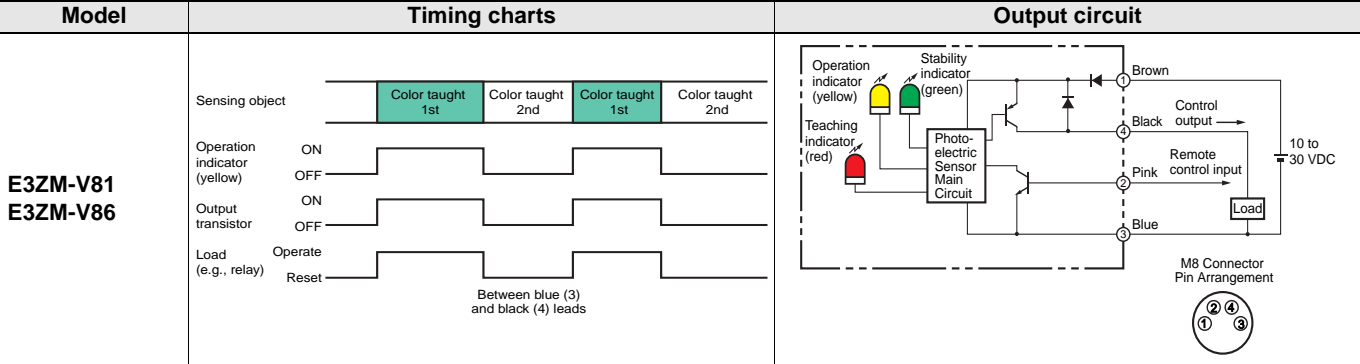 Model
Timing charts
Output circuit
E3ZM-V81
E3ZM-V86
Sensing object
Color taught
1st
Color taught
2nd
Color taught
1st
Color taught
2nd
Operation
indicator
(yellow)
ON
OFF
Output
transistor
ON
OFF
Load
(e.g., relay)
Operate
Reset
Between blue (3)
and black (4) leads
Operation
indicator
(yellow)
Stability
indicator
(green)
Teaching
indicator
(red)
Photo-
electric
Sensor
Main
Circuit
1 Brown
4 Black
Control
output
2 Pink
Remote
control input
3 Blue
Load
10 to
30 VDC
M8 Connector
Pin Arrangement
2 4
1 3